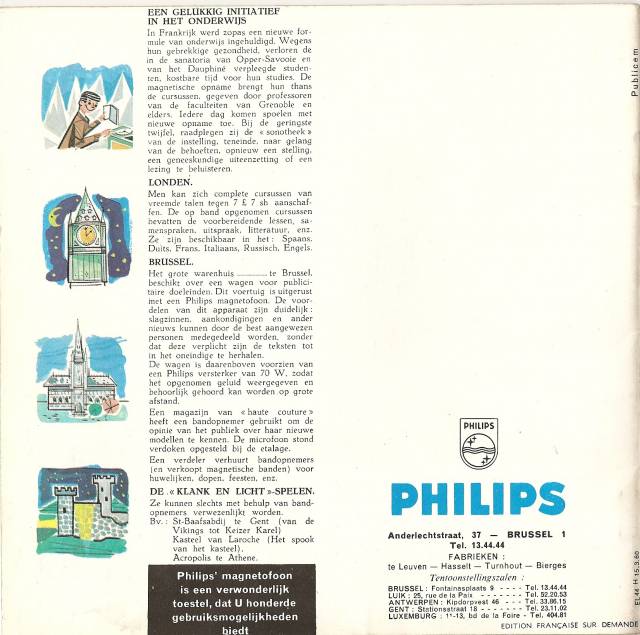 EEN GELUKKIG INITIATIEF
IN HET ONDERWIJS
In Frankrijk werd zopas een nieuwe for-
mule van onderwijs ingehuldigd. Wegens
hun gebrekkige gezondheid, verloren de
in de sanatoria van Opper-Savooie en
van het Dauphiné verpleegde studen-
ten, kostbare tijd voor hun studies. De
magnetische opname brengt hun thans
de cursussen, gegeven door professoren
van de faculteiten van Grenoble en
elders. Iedere dag komen spoelen met
nieuwe opname toe. Bij de geringste
twijfel, raadplegen zij de « sonotheek »
van de instelling, teneinde, naar gelang
van de behoeften, opnieuw een stelling,
een geneeskundige uiteenzetting of een
lezing te beluisteren.
LONDEN.
Men kan zich complete cursussen van
vreemde talen tegen 7 £ 7 sh aanschaf-
fen. De op band opgenomen cursussen
bevatten de voorbereidende lessen, sa-
menspraken, uitspraak, litteratuur, enz.
Ze zijn beschikbaar in het : Spaans,
Duits, Frans, Italiaans, Russisch, Engels.
BRUSSEL.
Het grote warenhuis ............ te Brussel,
beschikt over een wagen voor publici-
taire doeleinden. Dit voertuig is uitgerust
met een Philips magnetofoon. De voor-
delen van dit apparaat zijn duidelijk :
slagzinnen, aankondigingen en ander
nieuws kunnen door de best aangewezen
personen medegedeeld worden, zonder
dat deze verplicht zijn de teksten tot
in het oneindige te herhalen.
De wagen is daarenboven voorzien van
een Philips versterker van 70 W, zodat
het opgenomen geluid weergegeven en
behoorlijk gehoord kan worden op grote
afstand.
Een magazijn van « haute couture »
heeft een bandopnemer gebruikt om de
opinie van het publiek over haar nieuwe
modellen te kennen. De microfoon stond
verdoken opgesteld bij de etalage.
Een verdeler verhuurt bandopnemers
(en verkoopt magnetische banden) voor
huwelijken, dopen, feesten, enz.
DE « KLANK EN LICHT »-SPELEN.
Ze kunnen slechts met behulp van band-
opnemers verwezenlijkt worden.
Bv. : St-Baafsabdij te Gent (van de
Vikings tot Keizer Karel)
Kasteel van Laroche (Het spook
van het kasteel).
Acropolis te Athene.
Philips' magnetofoon
is een verwonderlijk
toestel, dat U honderde
gebruiksmogelijkheden
biedt
Publicem
PHILIPS
PHILIPS
Anderlechtstraat, 37 — BRUSSEL 1
Tel. 13.44.44
FABRIEKEN :
te Leuven — Hasselt — Turnhout — Bierges
Tentoonstellingszalen :
BRUSSEL : Fontainasplaats 9 - - - - Tel. 13.44.44
LUIK : 25, rue de la Paix - - - - - Tel. 52.20.53
ANTWERPEN : Kipdorpvest 46 - - - Tel. 33.86.15
GENT : Stationsstraat 18 - - - - - Tel. 23.11.02
LUXEMBURG : 11-13, bd de la Foire - Tel. 404.81
EDITION FRANÇAISE SUR DEMANDE
H 15.3.60